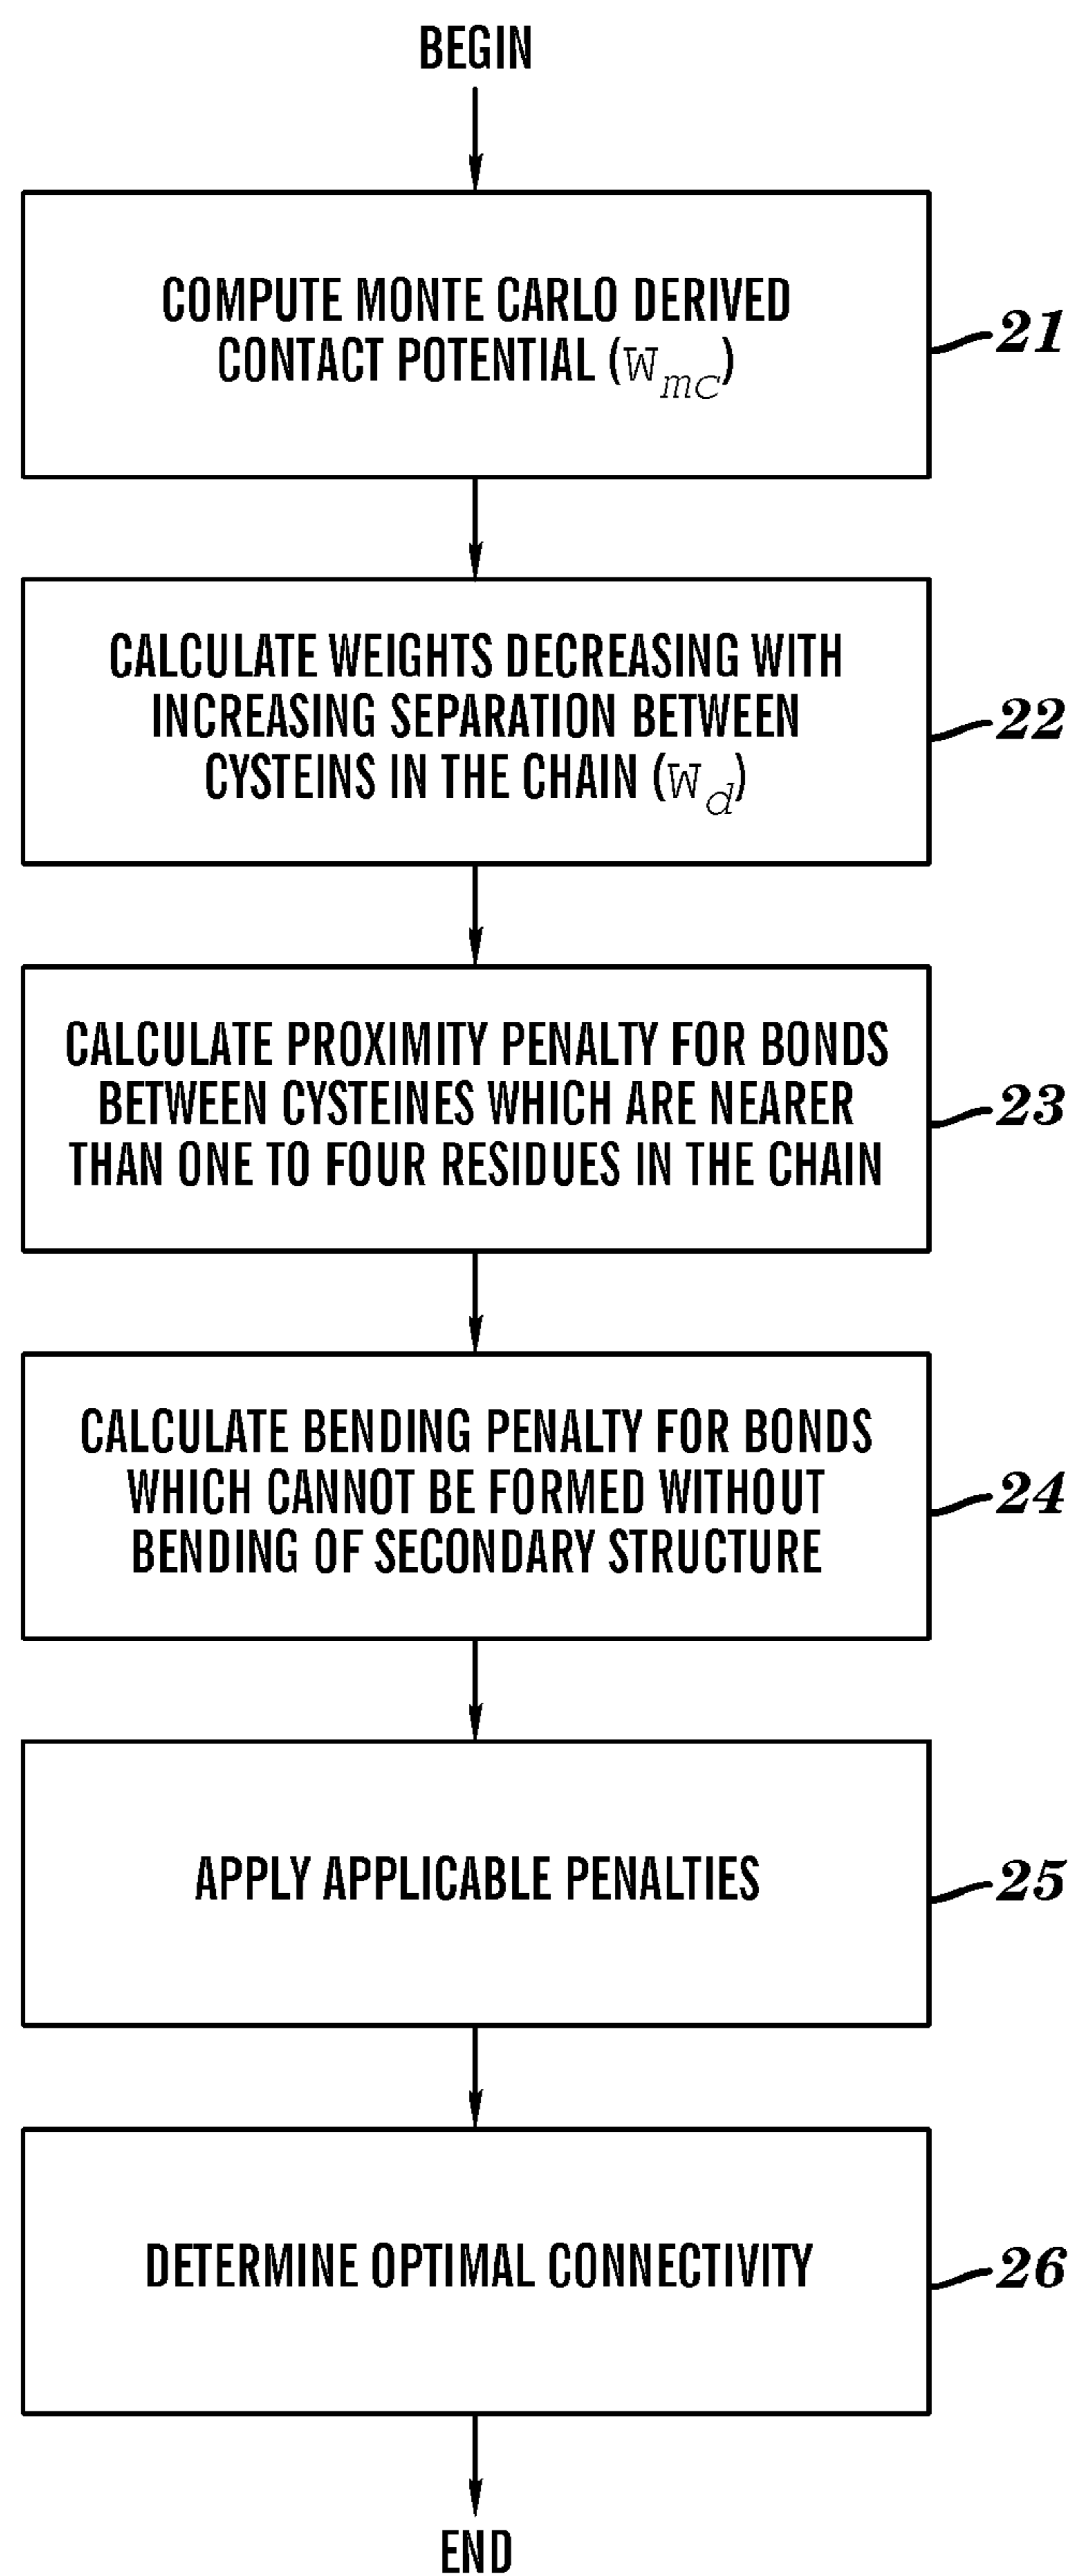 BEGIN
COMPUTE MONTE CARLO DERIVED
CONTACT POTENTIAL (Wmc)
21
CALCULATE WEIGHTS DECREASING WITH
INCREASING SEPARATION BETWEEN
CYSTEINS IN THE CHAIN (Wd)
22
CALCULATE PROXIMITY PENALTY FOR BONDS
BETWEEN CYSTEINES WHICH ARE NEARER
THAN ONE TO FOUR RESIDUES IN THE CHAIN
23
CALCULATE BENDING PENALTY FOR BONDS
WHICH CANNOT BE FORMED WITHOUT
BENDING OF SECONDARY STRUCTURE
24
APPLY APPLICABLE PENALTIES
25
DETERMINE OPTIMAL CONNECTIVITY
26
END